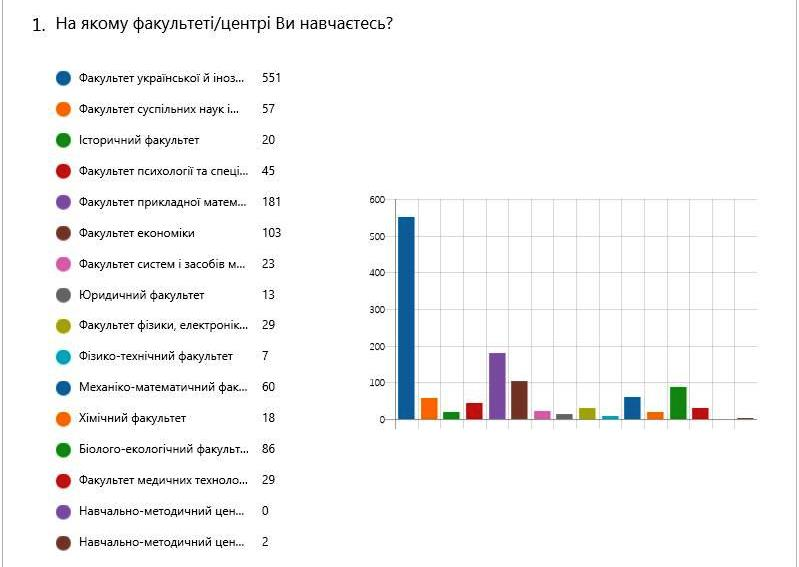 1. На якому факультеті/центрі Ви навчаєтесь?
Факультет української й іноз... 551
Факультет суспільних наук і... 57
Історичний факультет 20
Факультет психології та спеці... 45
Факультет прикладної матем... 181
Факультет економіки 103
Факультет систем і засобів м... 23
Юридичний факультет 13
Факультет фізики, електронік... 29
Фізико-технічний факультет 7
Механіко-математичний фак... 60
Хімічний факультет 18
Біолого-екологічний факульт... 86
Факультет медичних техноло... 29
Навчально-методичний цен... 0
Навчально-методичний цен... 2
600
500
400
300
200
100
0